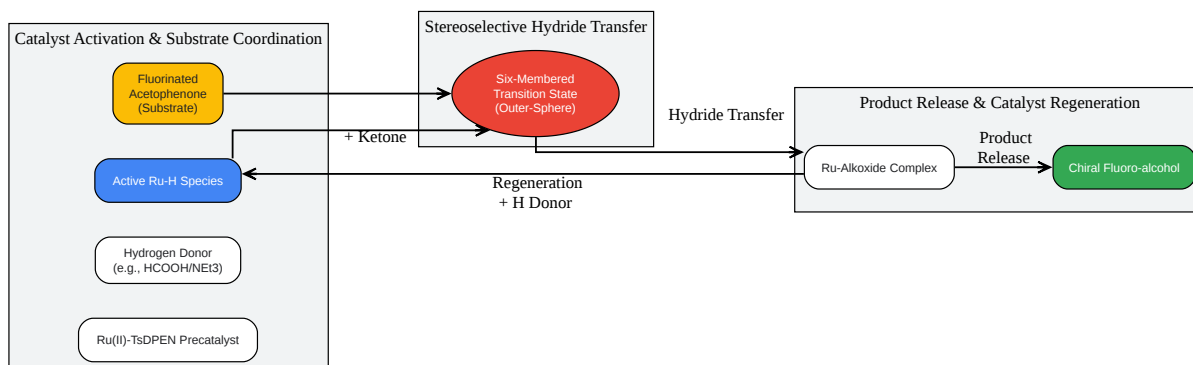 Catalyst Activation & Substrate Coordination
Fluorinated
Acetophenone
(Substrate)
Active Ru-H Species
Hydrogen Donor
(e.g., HCOOH/NEt3)
Ru(II)-TsDPEN Precatalyst
+ Ketone
Stereoselective Hydride Transfer
Six-Membered
Transition State
(Outer-Sphere)
Hydride Transfer
Regeneration
+ H Donor
Product Release & Catalyst Regeneration
Ru-Alkoxide Complex
Product
Release
Chiral Fluoro-alcohol